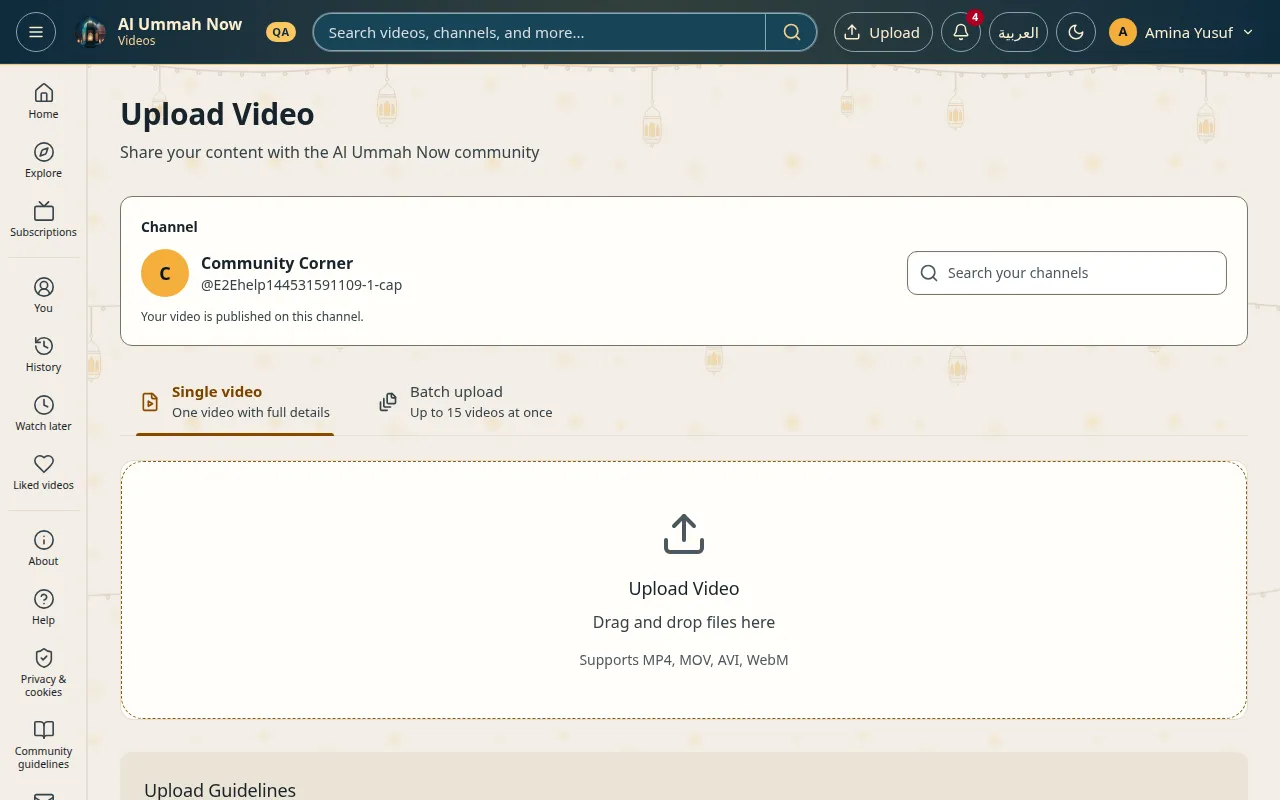 Al Ummah Now
Videos
QA
Search videos, channels, and more...
Upload
4
العربية
A
Amina Yusuf
Home
Explore
Subscriptions
You
History
Watch later
Liked videos
About
Help
Privacy &
cookies
Community
guidelines
Upload Video
Share your content with the Al Ummah Now community
Channel
C
Community Corner
@E2Ehelp144531591109-1-cap
Search your channels
Your video is published on this channel.
Single video
One video with full details
Batch upload
Up to 15 videos at once
Upload Video
Drag and drop files here
Supports MP4, MOV, AVI, WebM
Upload Guidelines